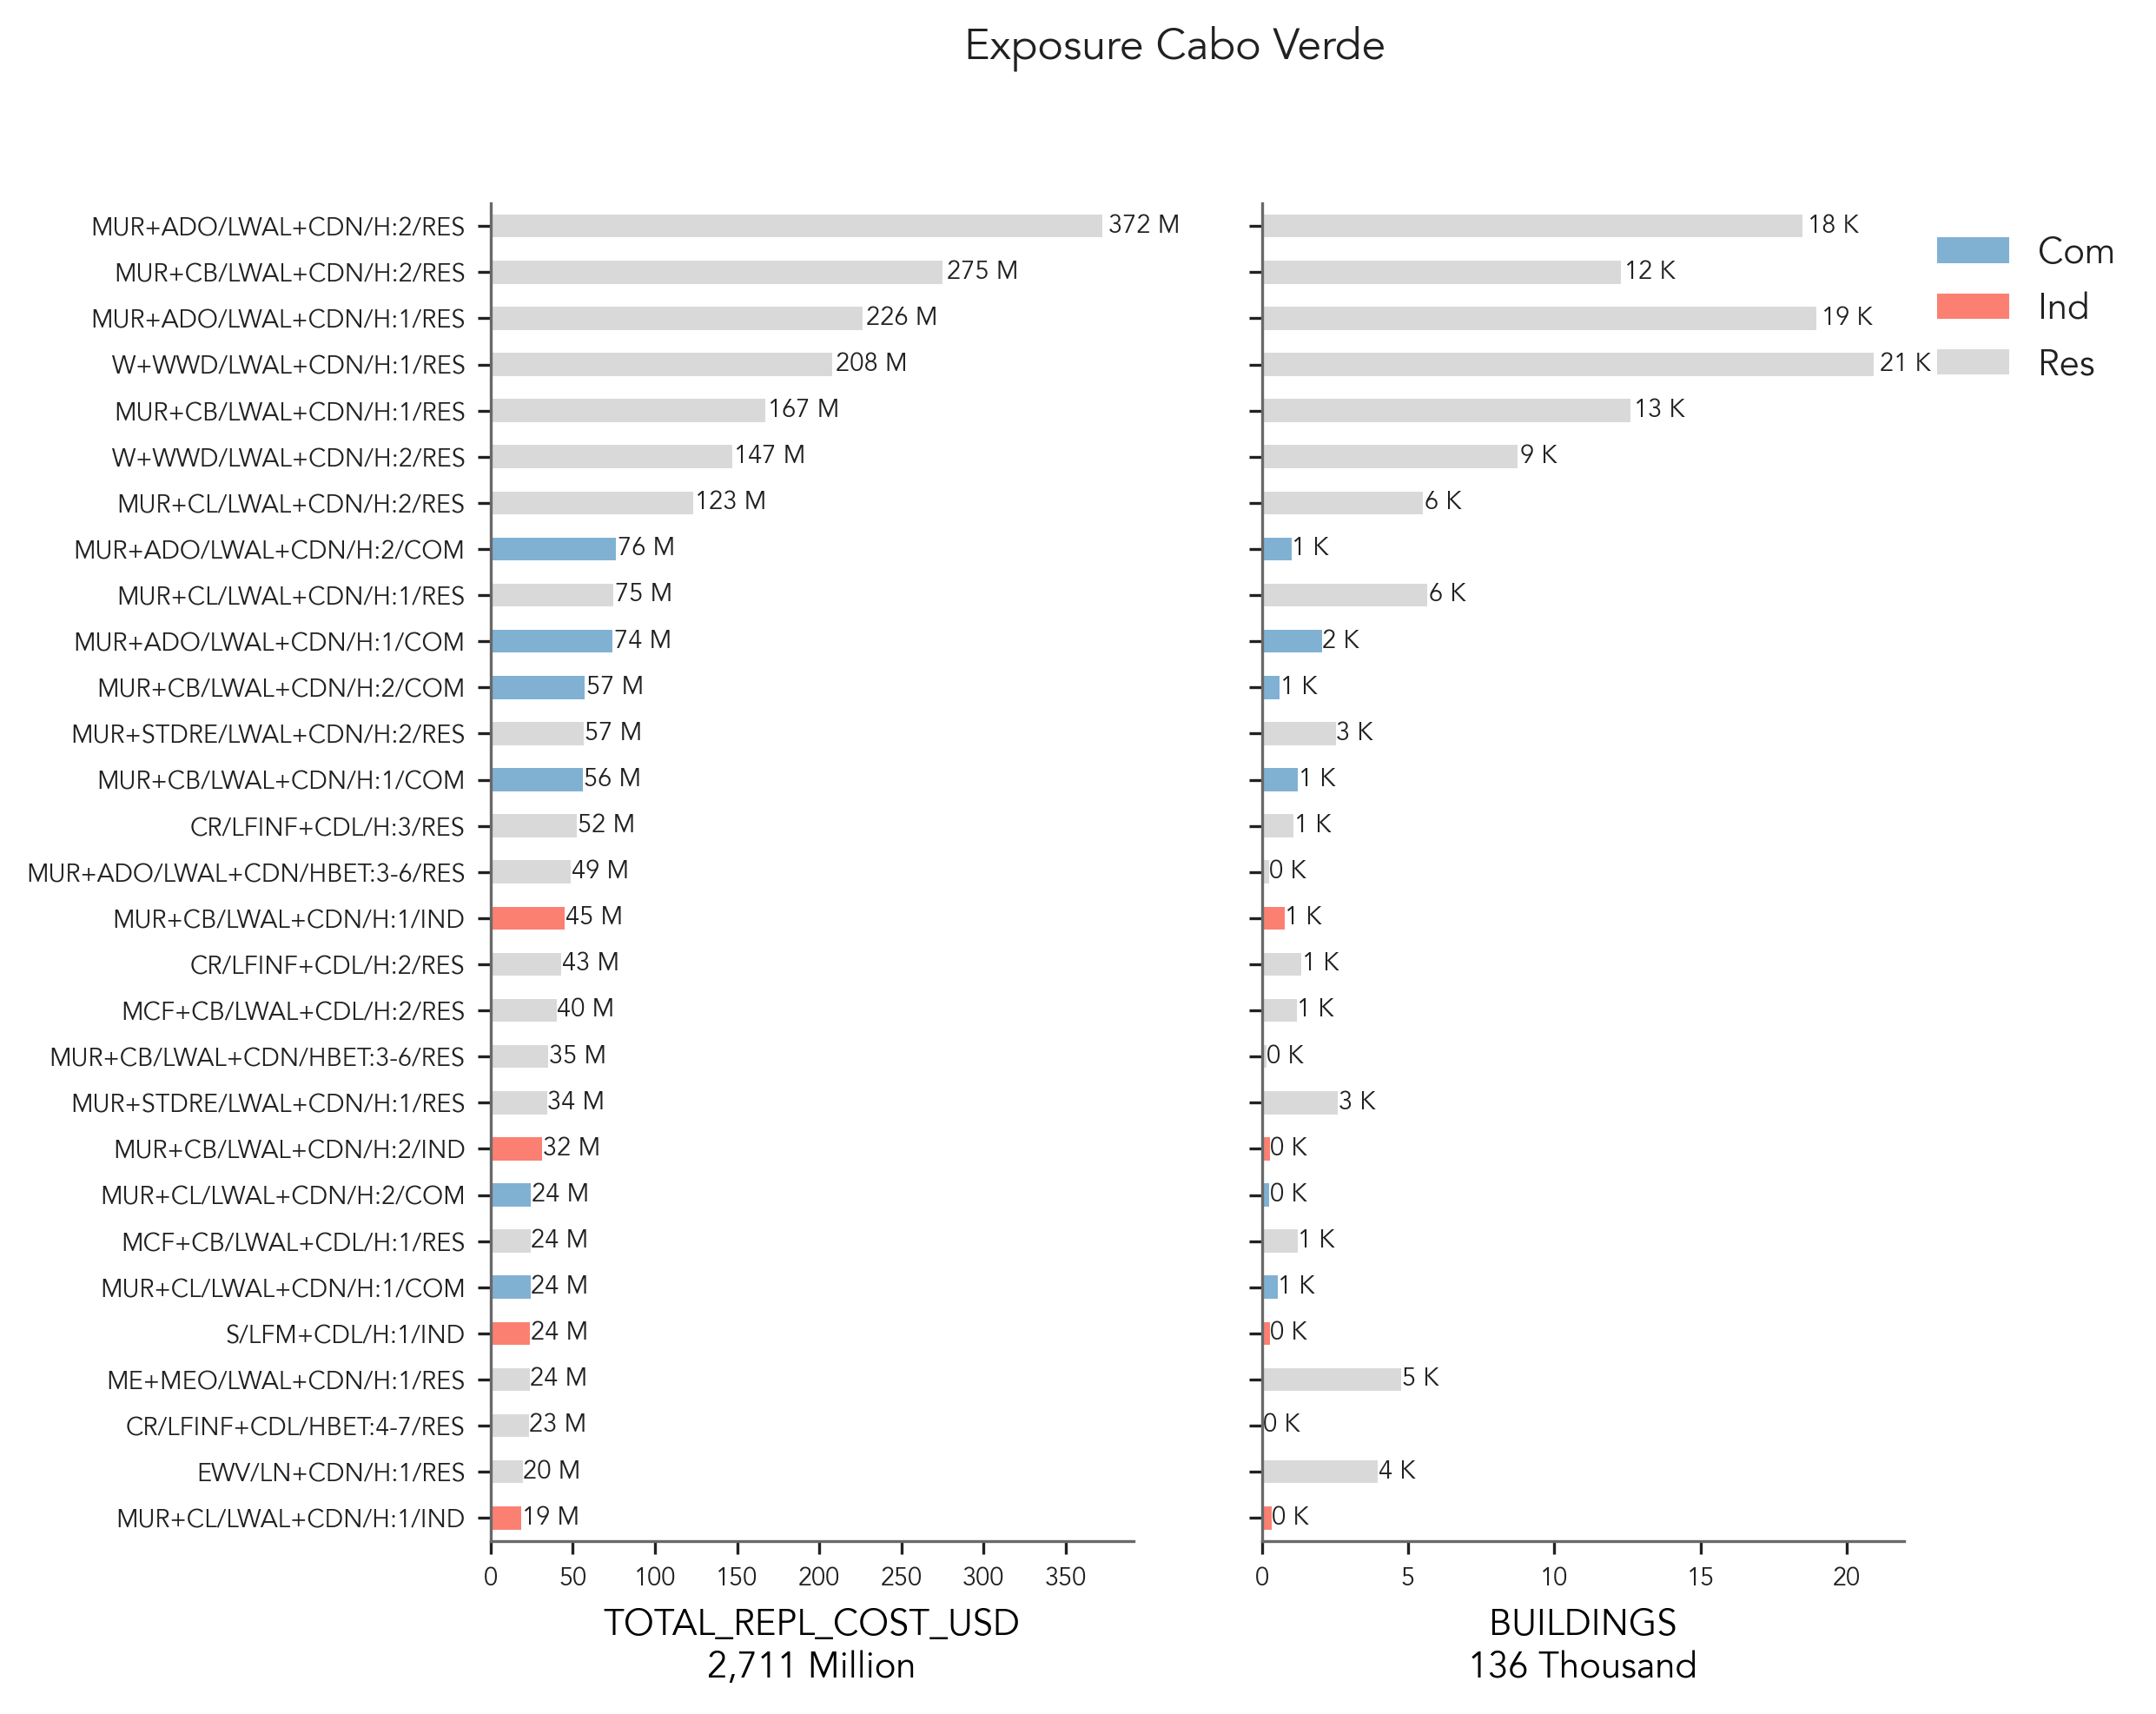 Exposure Cabo Verde
MUR+ADO/LWAL+CDN/H:2/RES 372 M 18 K
MUR+CB/LWAL+CDN/H:2/RES 275 M 12 K
MUR+ADO/LWAL+CDN/H:1/RES 226 M 19 K
W+WWD/LWAL+CDN/H:1/RES 208 M 21 K
MUR+CB/LWAL+CDN/H:1/RES 167 M 13 K
W+WWD/LWAL+CDN/H:2/RES 147 M 9 K
MUR+CL/LWAL+CDN/H:2/RES 123 M 6 K
MUR+ADO/LWAL+CDN/H:2/COM 76 M 1 K
MUR+CL/LWAL+CDN/H:1/RES 75 M 6 K
MUR+ADO/LWAL+CDN/H:1/COM 74 M 2 K
MUR+CB/LWAL+CDN/H:2/COM 57 M 1 K
MUR+STDRE/LWAL+CDN/H:2/RES 57 M 3 K
MUR+CB/LWAL+CDN/H:1/COM 56 M 1 K
CR/LFINF+CDL/H:3/RES 52 M 1 K
MUR+ADO/LWAL+CDN/HBET:3-6/RES 49 M 0 K
MUR+CB/LWAL+CDN/H:1/IND 45 M 1 K
CR/LFINF+CDL/H:2/RES 43 M 1 K
MCF+CB/LWAL+CDL/H:2/RES 40 M 1 K
MUR+CB/LWAL+CDN/HBET:3-6/RES 35 M 0 K
MUR+STDRE/LWAL+CDN/H:1/RES 34 M 3 K
MUR+CB/LWAL+CDN/H:2/IND 32 M 0 K
MUR+CL/LWAL+CDN/H:2/COM 24 M 0 K
MCF+CB/LWAL+CDL/H:1/RES 24 M 1 K
MUR+CL/LWAL+CDN/H:1/COM 24 M 1 K
S/LFM+CDL/H:1/IND 24 M 0 K
ME+MEO/LWAL+CDN/H:1/RES 24 M 5 K
CR/LFINF+CDL/HBET:4-7/RES 23 M 0 K
EWV/LN+CDN/H:1/RES 20 M 4 K
MUR+CL/LWAL+CDN/H:1/IND 19 M 0 K
0 50 100 150 200 250 300 350
TOTAL_REPL_COST_USD
2,711 Million
0 5 10 15 20
BUILDINGS
136 Thousand
Com
Ind
Res